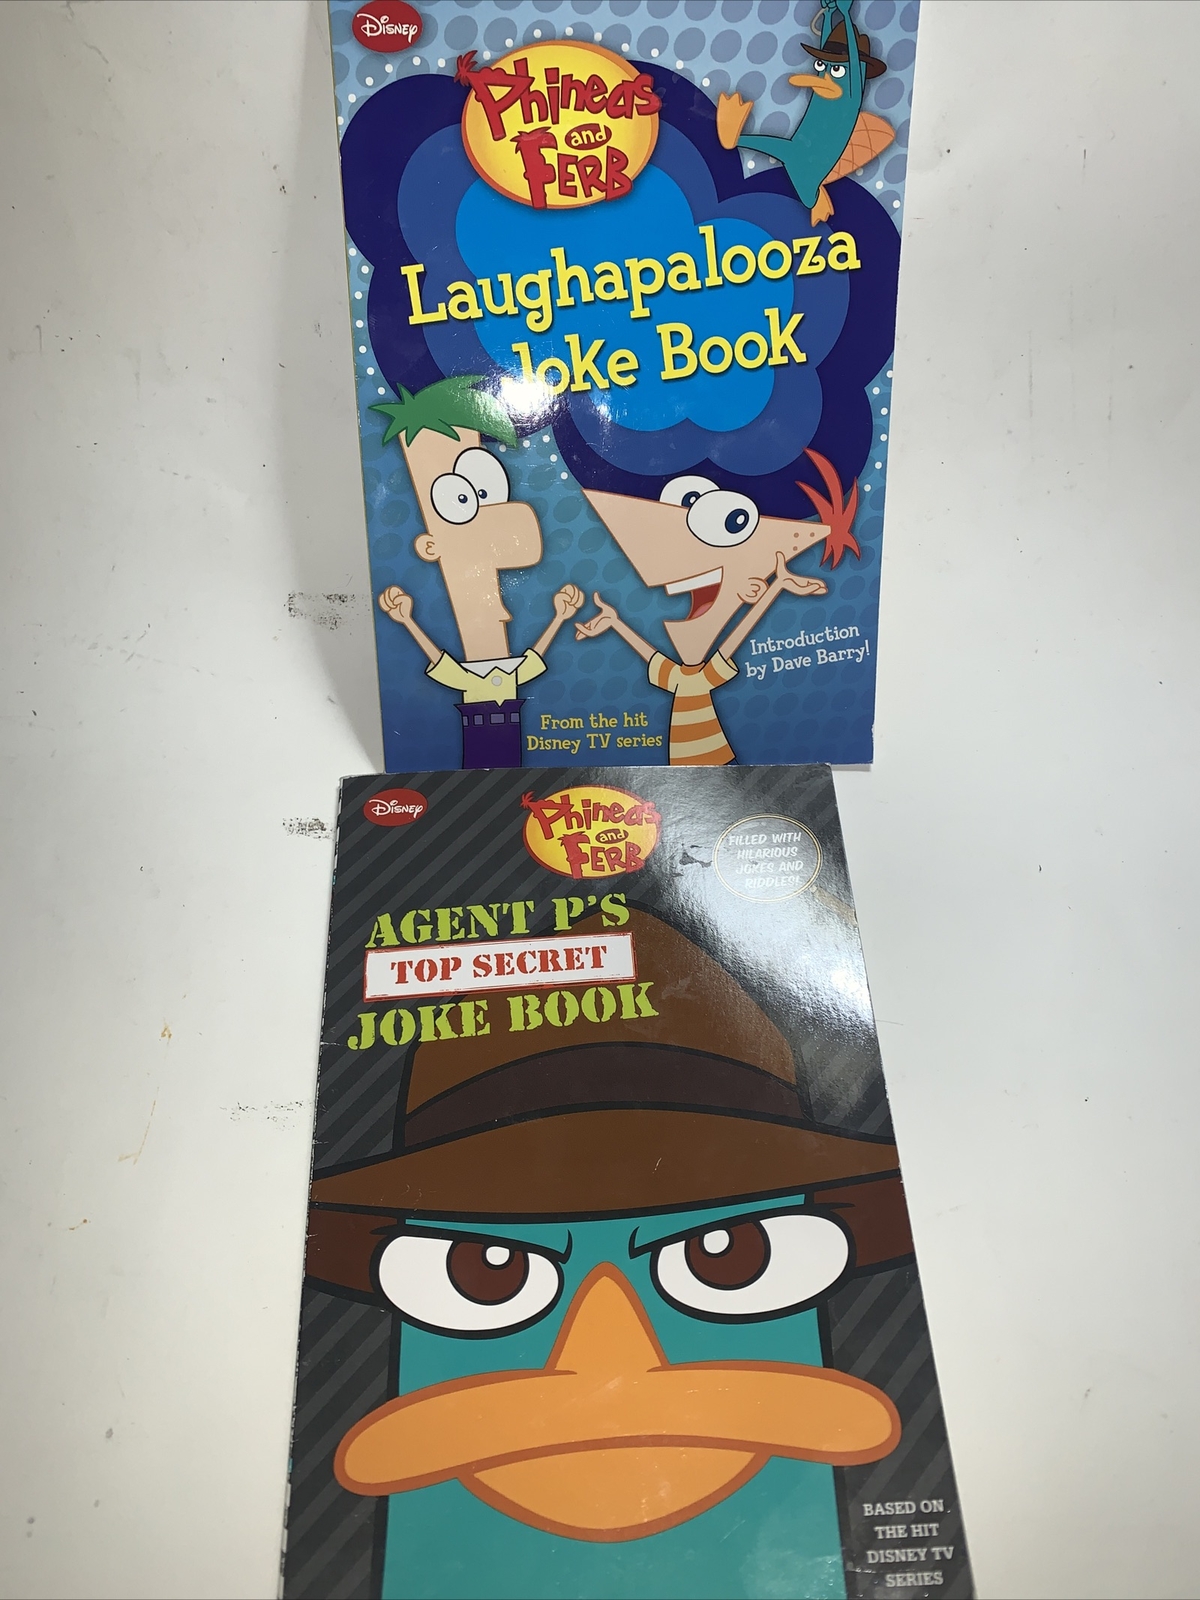 Disney
Phineas
and
Ferb
Laughapalooza
Joke Book
Introduction
by Dave Barry!
From the hit
Disney TV series
Disney
Phineas
and
Ferb
FILLED WITH
HILARIOUS
JOKES AND
RIDDLES!
AGENT P'S
TOP SECRET
JOKE BOOK
BASED ON
THE HIT
DISNEY TV
SERIES